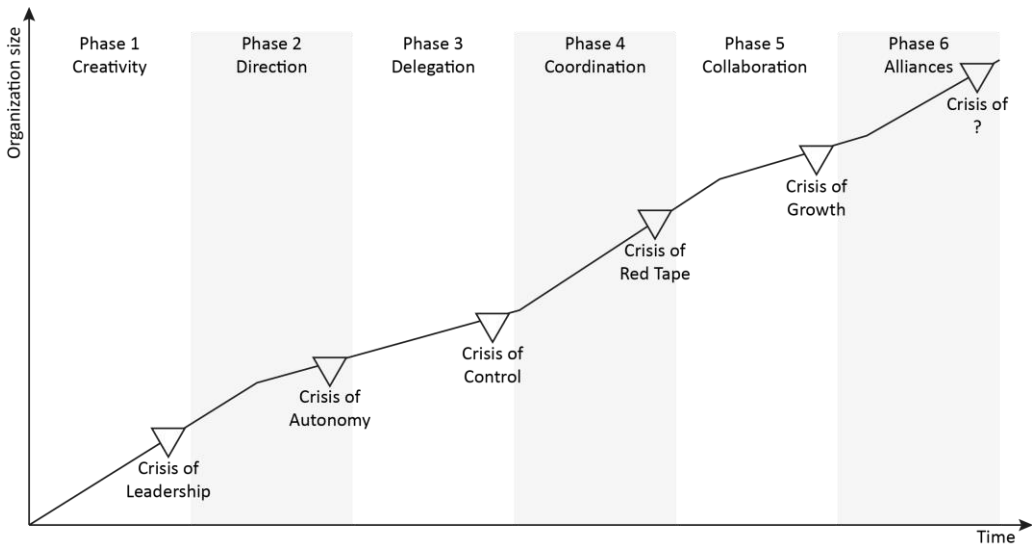 Organization size
Phase 1
Creativity
Phase 2
Direction
Phase 3
Delegation
Phase 4
Coordination
Phase 5
Collaboration
Phase 6
Alliances
Crisis of
?
Crisis of
Growth
Crisis of
Red Tape
Crisis of
Control
Crisis of
Autonomy
Crisis of
Leadership
Time